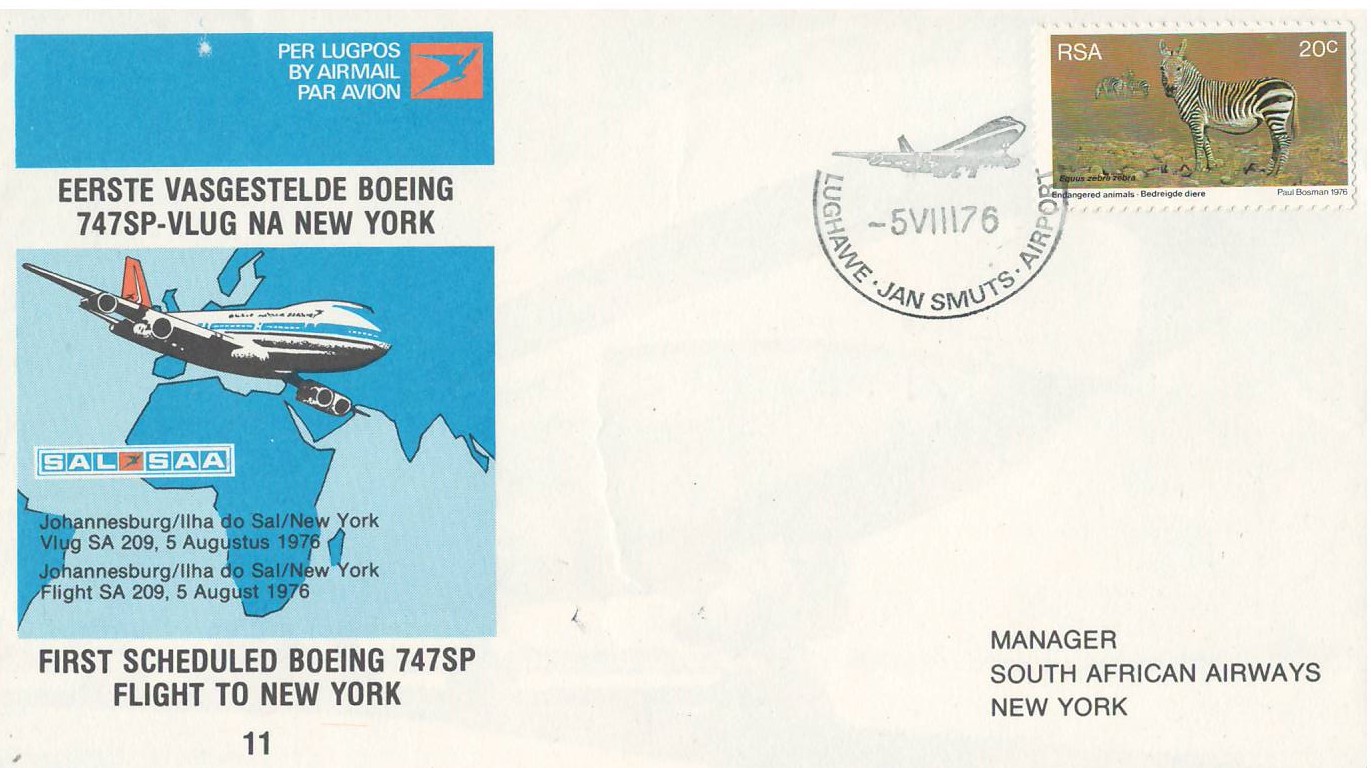 PER LUGPOS
BY AIRMAIL
PAR AVION
EERSTE VASGESTELDE BOEING
747SP-VLUG NA NEW YORK
SAL SAA
Johannesburg/Ilha do Sal/New York
Vlug SA 209, 5 Augustus 1976
Johannesburg/Ilha do Sal/New York
Flight SA 209, 5 August 1976
FIRST SCHEDULED BOEING 747SP
FLIGHT TO NEW YORK
11
LUGHAWE · JAN SMUTS · AIRPORT
-5VIII76
RSA 20c
Equus zebra zebra
Endangered animals - Bedreigde diere Paul Bosman 1976
MANAGER
SOUTH AFRICAN AIRWAYS
NEW YORK